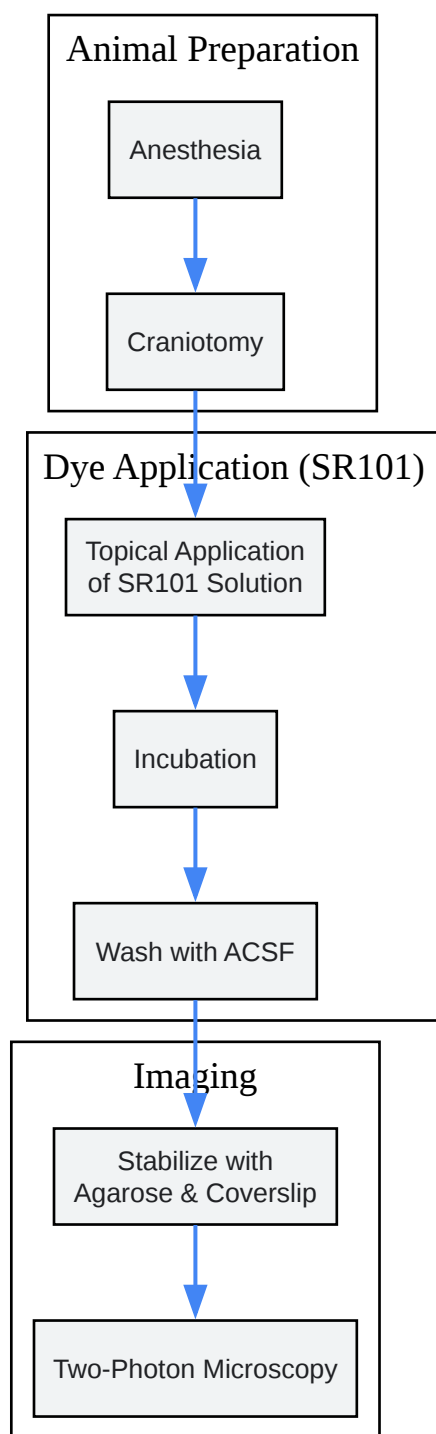 Animal Preparation
Anesthesia
Craniotomy
Dye Application (SR101)
Topical Application
of SR101 Solution
Incubation
Wash with ACSF
Imaging
Stabilize with
Agarose & Coverslip
Two-Photon Microscopy